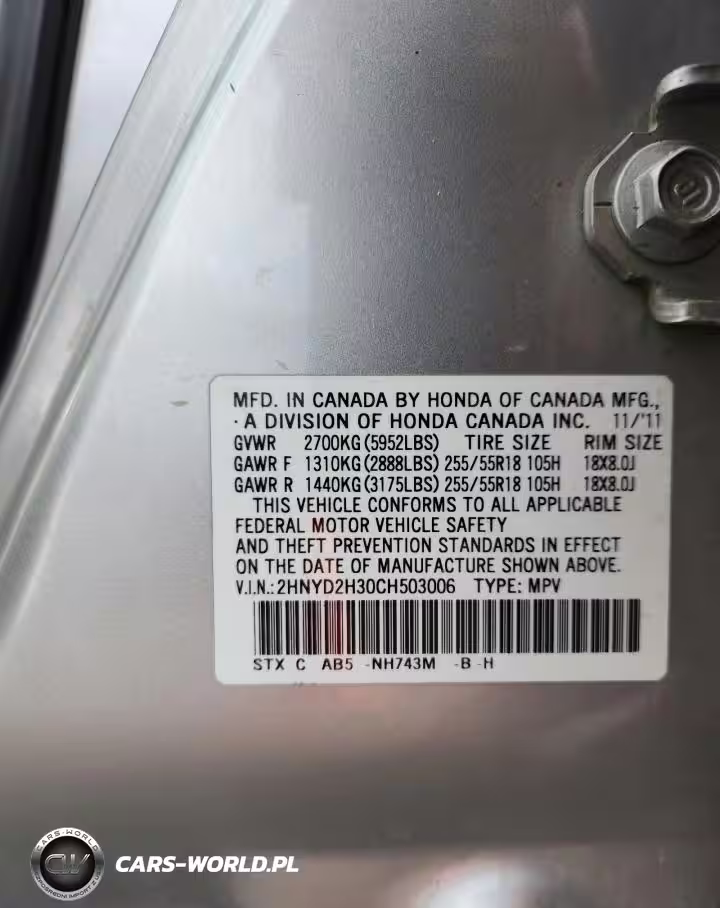 MFD. IN CANADA BY HONDA OF CANADA MFG.,
· A DIVISION OF HONDA CANADA INC. 11/'11
GVWR 2700KG (5952LBS) TIRE SIZE RIM SIZE
GAWR F 1310KG (2888LBS) 255/55R18 105H 18X8.0J
GAWR R 1440KG (3175LBS) 255/55R18 105H 18X8.0J
THIS VEHICLE CONFORMS TO ALL APPLICABLE
FEDERAL MOTOR VEHICLE SAFETY
AND THEFT PREVENTION STANDARDS IN EFFECT
ON THE DATE OF MANUFACTURE SHOWN ABOVE.
V.I.N.: 2HNYD2H30CH503006 TYPE: MPV
STX C AB5 -NH743M -B -H
CARS-WORLD
CW
CARS-WORLD.PL